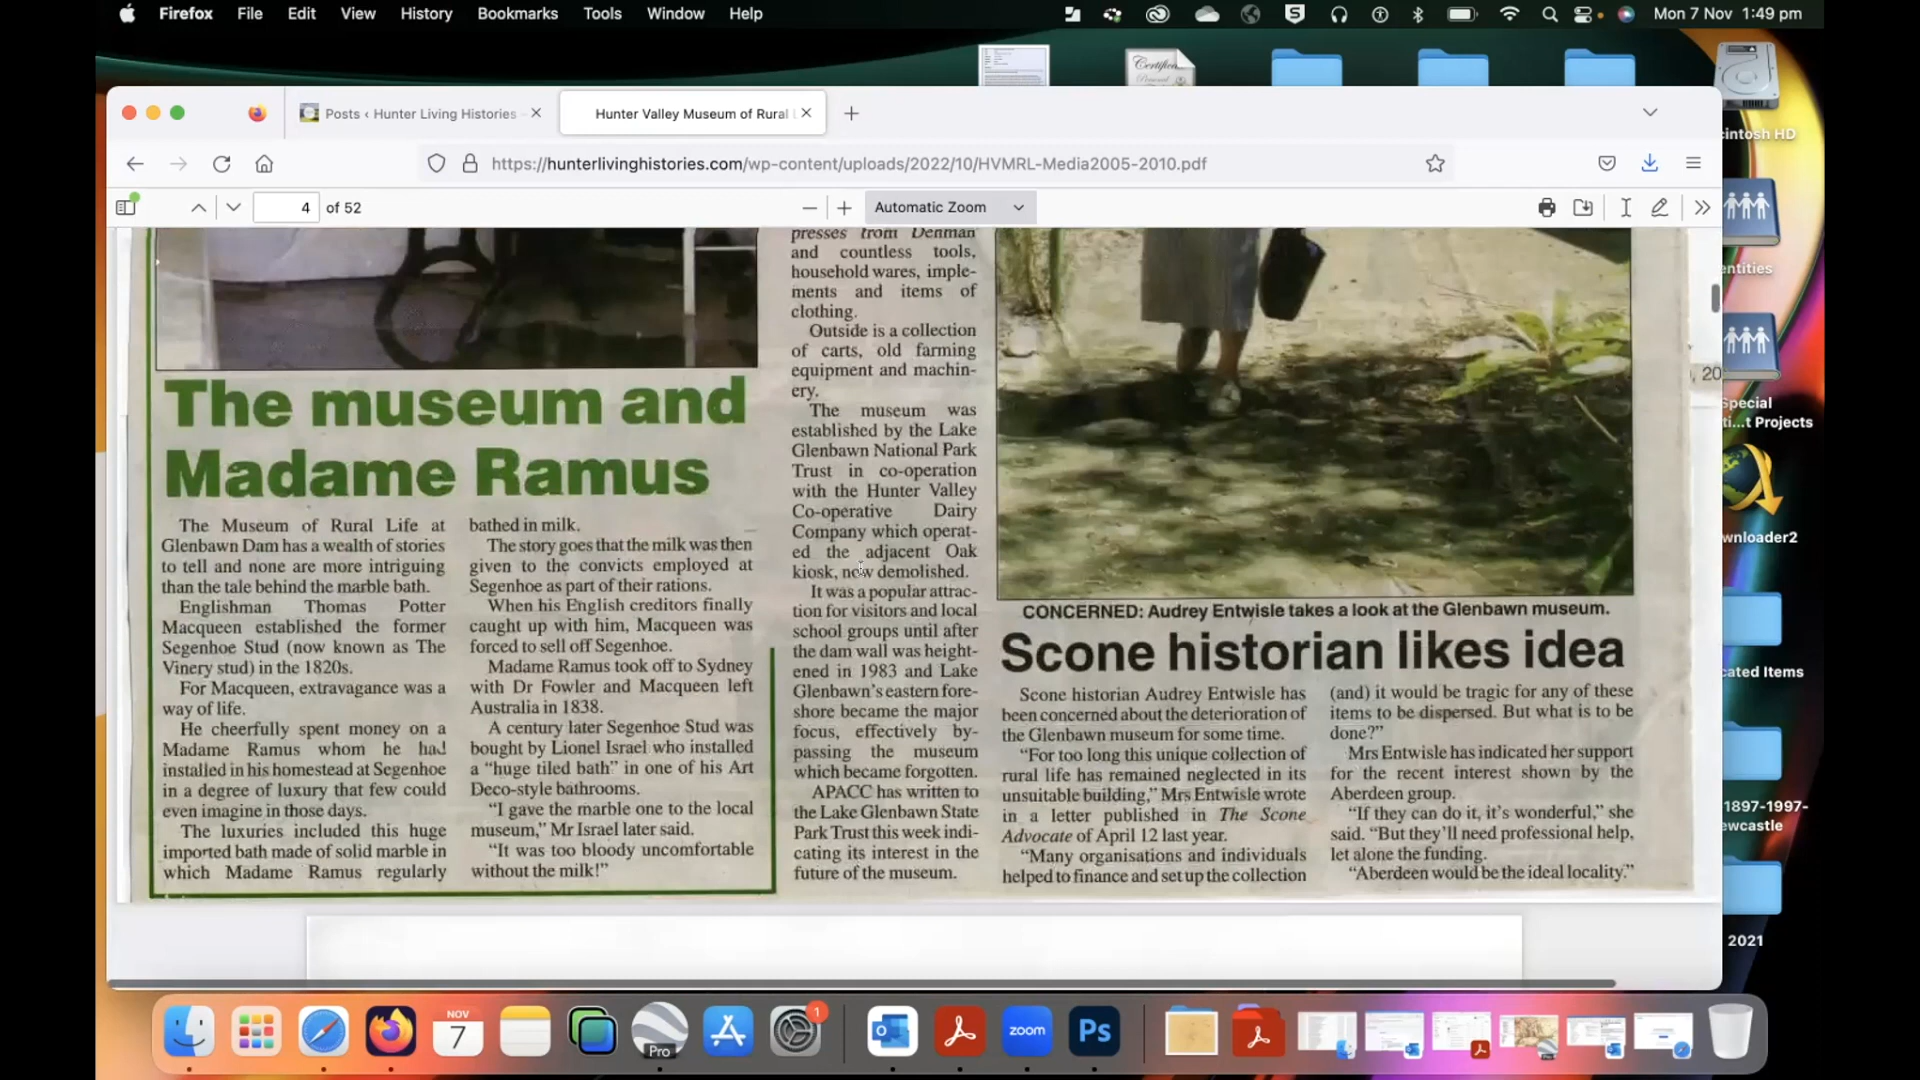 Firefox File Edit View History Bookmarks Tools Window Help
Mon 7 Nov 1:49 pm
Certificate
Posts ‹ Hunter Living Histories -
Hunter Valley Museum of Rural L
https://hunterlivinghistories.com/wp-content/uploads/2022/10/HVMRL-Media2005-2010.pdf
4 of 52
Automatic Zoom
The museum and
Madame Ramus
The Museum of Rural Life at
Glenbawn Dam has a wealth of stories
to tell and none are more intriguing
than the tale behind the marble bath.
Englishman Thomas Potter
Macqueen established the former
Segenhoe Stud (now known as The
Vinery stud) in the 1820s.
For Macqueen, extravagance was a
way of life.
He cheerfully spent money on a
Madame Ramus whom he had
installed in his homestead at Segenhoe
in a degree of luxury that few could
even imagine in those days.
The luxuries included this huge
imported bath made of solid marble in
which Madame Ramus regularly
bathed in milk.
The story goes that the milk was then
given to the convicts employed at
Segenhoe as part of their rations.
When his English creditors finally
caught up with him, Macqueen was
forced to sell off Segenhoe.
Madame Ramus took off to Sydney
with Dr Fowler and Macqueen left
Australia in 1838.
A century later Segenhoe Stud was
bought by Lionel Israel who installed
a “huge tiled bath” in one of his Art
Deco-style bathrooms.
“I gave the marble one to the local
museum,” Mr Israel later said.
“It was too bloody uncomfortable
without the milk!”
presses from Denman
and countless tools,
household wares, imple-
ments and items of
clothing.
Outside is a collection
of carts, old farming
equipment and machin-
ery.
The museum was
established by the Lake
Glenbawn National Park
Trust in co-operation
with the Hunter Valley
Co-operative Dairy
Company which operat-
ed the adjacent Oak
kiosk, now demolished.
It was a popular attrac-
tion for visitors and local
school groups until after
the dam wall was height-
ened in 1983 and Lake
Glenbawn’s eastern fore-
shore became the major
focus, effectively by-
passing the museum
which became forgotten.
APACC has written to
the Lake Glenbawn State
Park Trust this week indi-
cating its interest in the
future of the museum.
CONCERNED: Audrey Entwisle takes a look at the Glenbawn museum.
Scone historian likes idea
Scone historian Audrey Entwisle has
been concerned about the deterioration of
the Glenbawn museum for some time.
“For too long this unique collection of
rural life has remained neglected in its
unsuitable building,” Mrs Entwisle wrote
in a letter published in The Scone
Advocate of April 12 last year.
“Many organisations and individuals
helped to finance and set up the collection
(and) it would be tragic for any of these
items to be dispersed. But what is to be
done?”
Mrs Entwisle has indicated her support
for the recent interest shown by the
Aberdeen group.
“If they can do it, it’s wonderful,” she
said. “But they’ll need professional help,
let alone the funding.
“Aberdeen would be the ideal locality.”
, 20
cintosh HD
entities
Special
ti...t Projects
wnloader2
cated Items
1897-1997-
ewcastle
2021
NOV
7
Pro
1
zoom
Ps